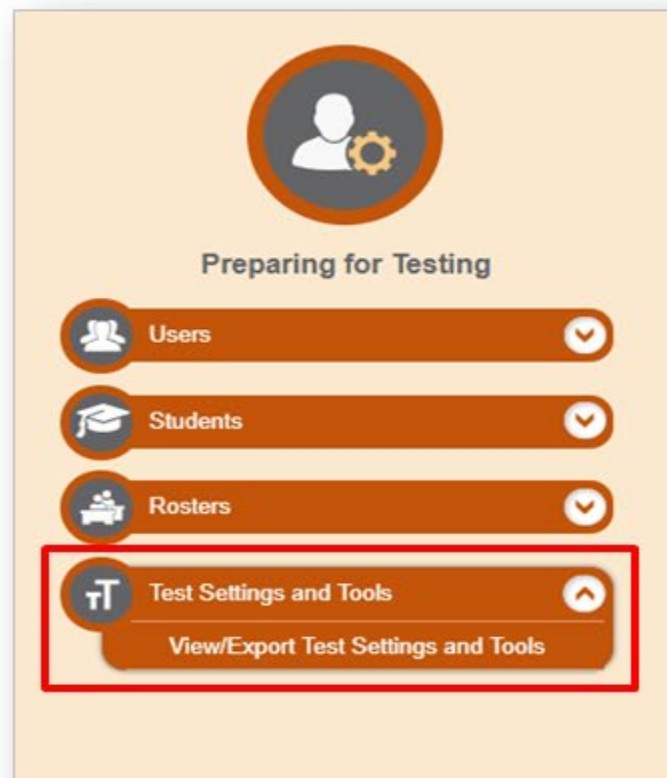 Preparing for Testing
Users
Students
Rosters
Test Settings and Tools
View/Export Test Settings and Tools